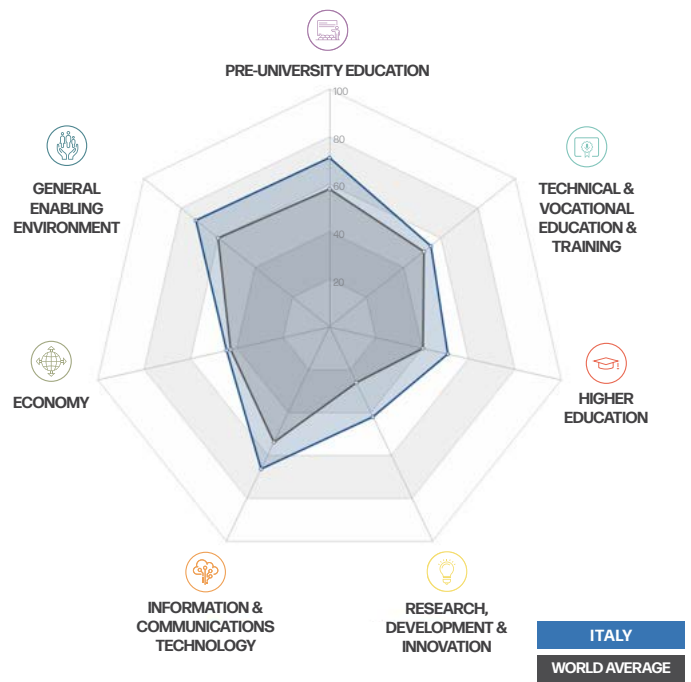 PRE-UNIVERSITY EDUCATION
100
80
60
40
20
GENERAL
ENABLING
ENVIRONMENT
TECHNICAL &
VOCATIONAL
EDUCATION &
TRAINING
ECONOMY
HIGHER
EDUCATION
INFORMATION &
COMMUNICATIONS
TECHNOLOGY
RESEARCH,
DEVELOPMENT &
INNOVATION
ITALY
WORLD AVERAGE